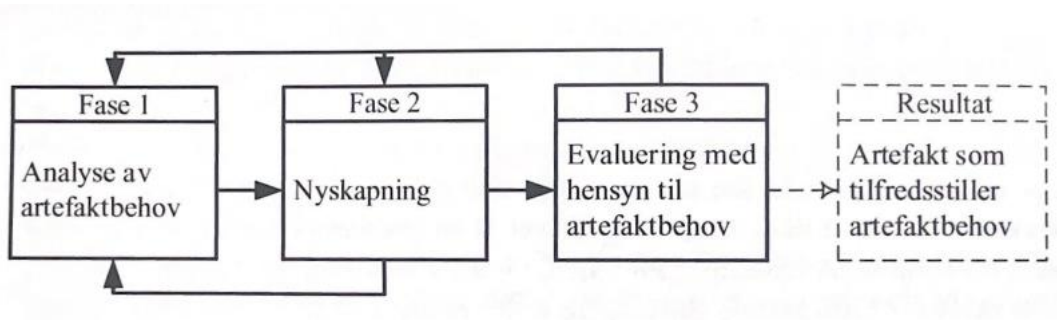 Fase 1
Analyse av
artefaktbehov
Fase 2
Nyskapning
Fase 3
Evaluering med
hensyn til
artefaktbehov
Resultat
Artefakt som
tilfredsstiller
artefaktbehov